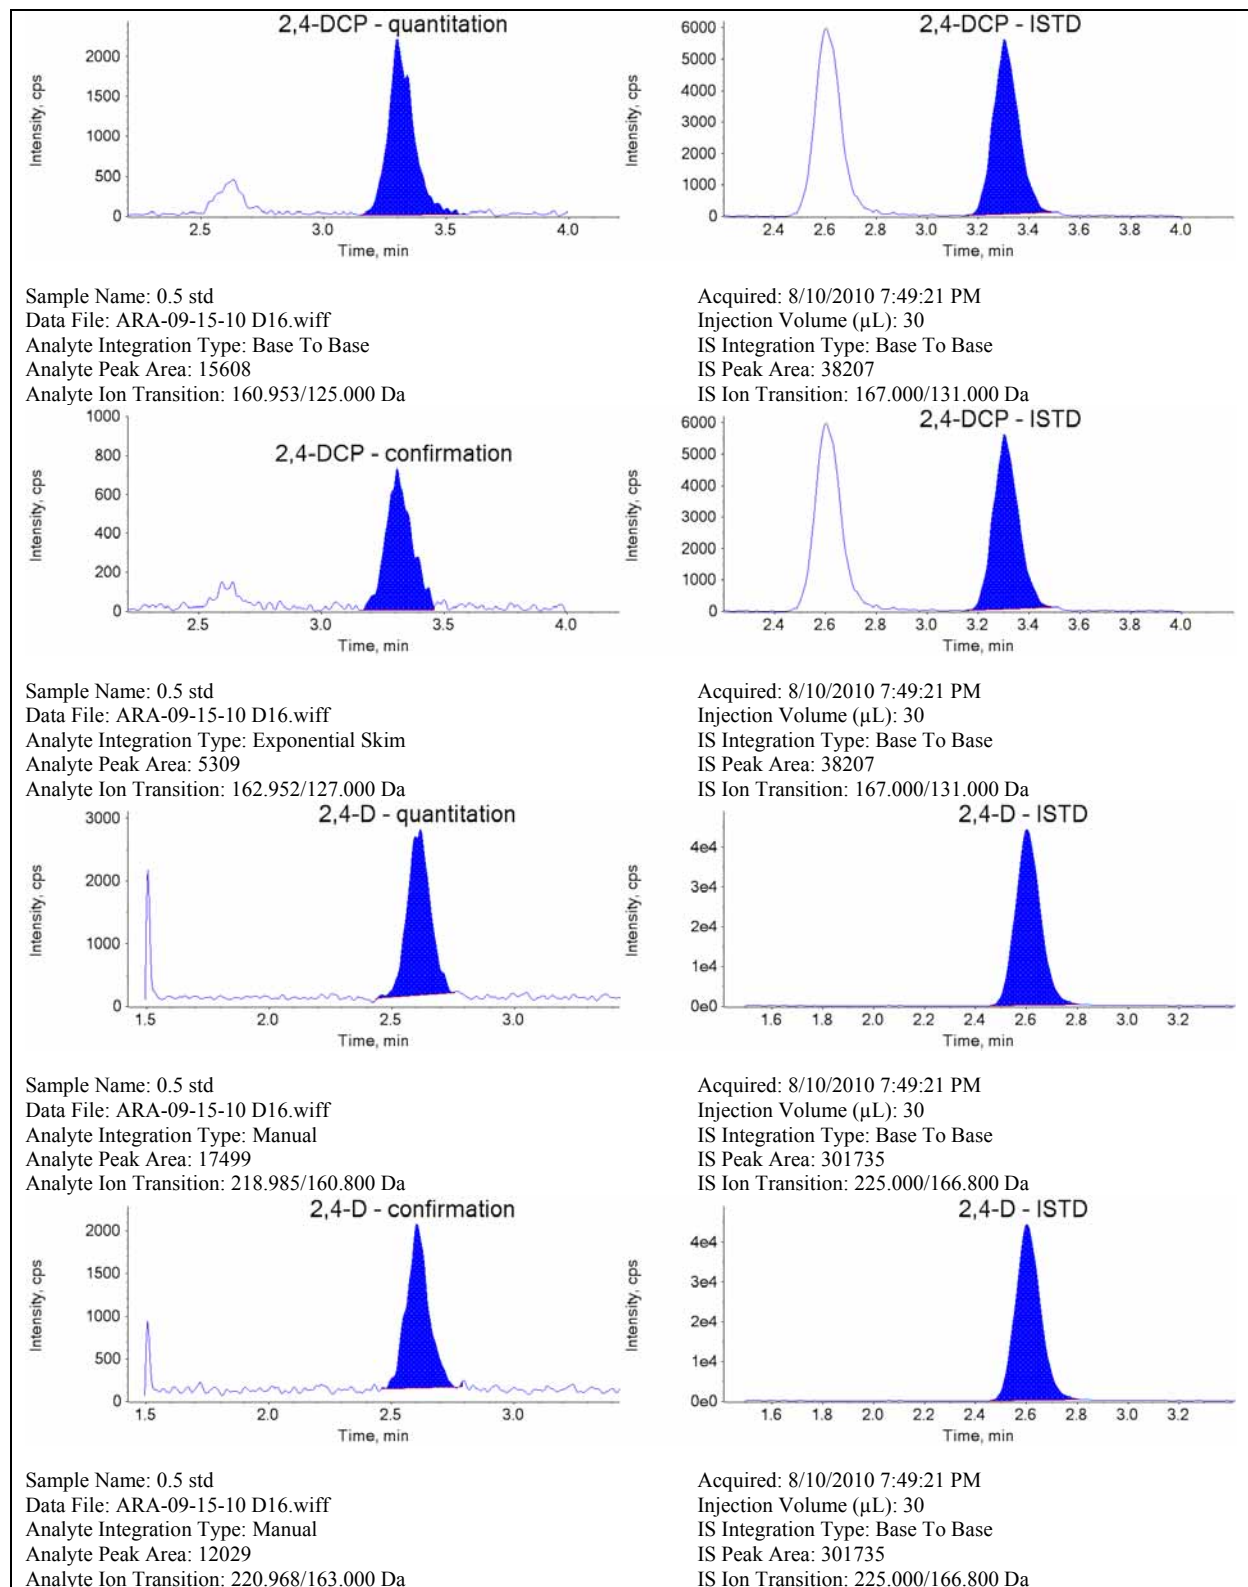 2,4-DCP - quantitation
Intensity, cps
2000
1500
1000
500
0
2.5 3.0 3.5 4.0
Time, min
2,4-DCP - ISTD
Intensity, cps
6000
5000
4000
3000
2000
1000
0
2.4 2.6 2.8 3.0 3.2 3.4 3.6 3.8 4.0
Time, min
Sample Name: 0.5 std
Data File: ARA-09-15-10 D16.wiff
Analyte Integration Type: Base To Base
Analyte Peak Area: 15608
Analyte Ion Transition: 160.953/125.000 Da
Acquired: 8/10/2010 7:49:21 PM
Injection Volume (µL): 30
IS Integration Type: Base To Base
IS Peak Area: 38207
IS Ion Transition: 167.000/131.000 Da
2,4-DCP - confirmation
Intensity, cps
1000
800
600
400
200
0
2.5 3.0 3.5 4.0
Time, min
2,4-DCP - ISTD
Intensity, cps
6000
5000
4000
3000
2000
1000
0
2.4 2.6 2.8 3.0 3.2 3.4 3.6 3.8 4.0
Time, min
Sample Name: 0.5 std
Data File: ARA-09-15-10 D16.wiff
Analyte Integration Type: Exponential Skim
Analyte Peak Area: 5309
Analyte Ion Transition: 162.952/127.000 Da
Acquired: 8/10/2010 7:49:21 PM
Injection Volume (µL): 30
IS Integration Type: Base To Base
IS Peak Area: 38207
IS Ion Transition: 167.000/131.000 Da
2,4-D - quantitation
Intensity, cps
3000
2000
1000
0
1.5 2.0 2.5 3.0
Time, min
2,4-D - ISTD
Intensity, cps
4e4
3e4
2e4
1e4
0e0
1.6 1.8 2.0 2.2 2.4 2.6 2.8 3.0 3.2
Time, min
Sample Name: 0.5 std
Data File: ARA-09-15-10 D16.wiff
Analyte Integration Type: Manual
Analyte Peak Area: 17499
Analyte Ion Transition: 218.985/160.800 Da
Acquired: 8/10/2010 7:49:21 PM
Injection Volume (µL): 30
IS Integration Type: Base To Base
IS Peak Area: 301735
IS Ion Transition: 225.000/166.800 Da
2,4-D - confirmation
Intensity, cps
2000
1500
1000
500
0
1.5 2.0 2.5 3.0
Time, min
2,4-D - ISTD
Intensity, cps
4e4
3e4
2e4
1e4
0e0
1.6 1.8 2.0 2.2 2.4 2.6 2.8 3.0 3.2
Time, min
Sample Name: 0.5 std
Data File: ARA-09-15-10 D16.wiff
Analyte Integration Type: Manual
Analyte Peak Area: 12029
Analyte Ion Transition: 220.968/163.000 Da
Acquired: 8/10/2010 7:49:21 PM
Injection Volume (µL): 30
IS Integration Type: Base To Base
IS Peak Area: 301735
IS Ion Transition: 225.000/166.800 Da